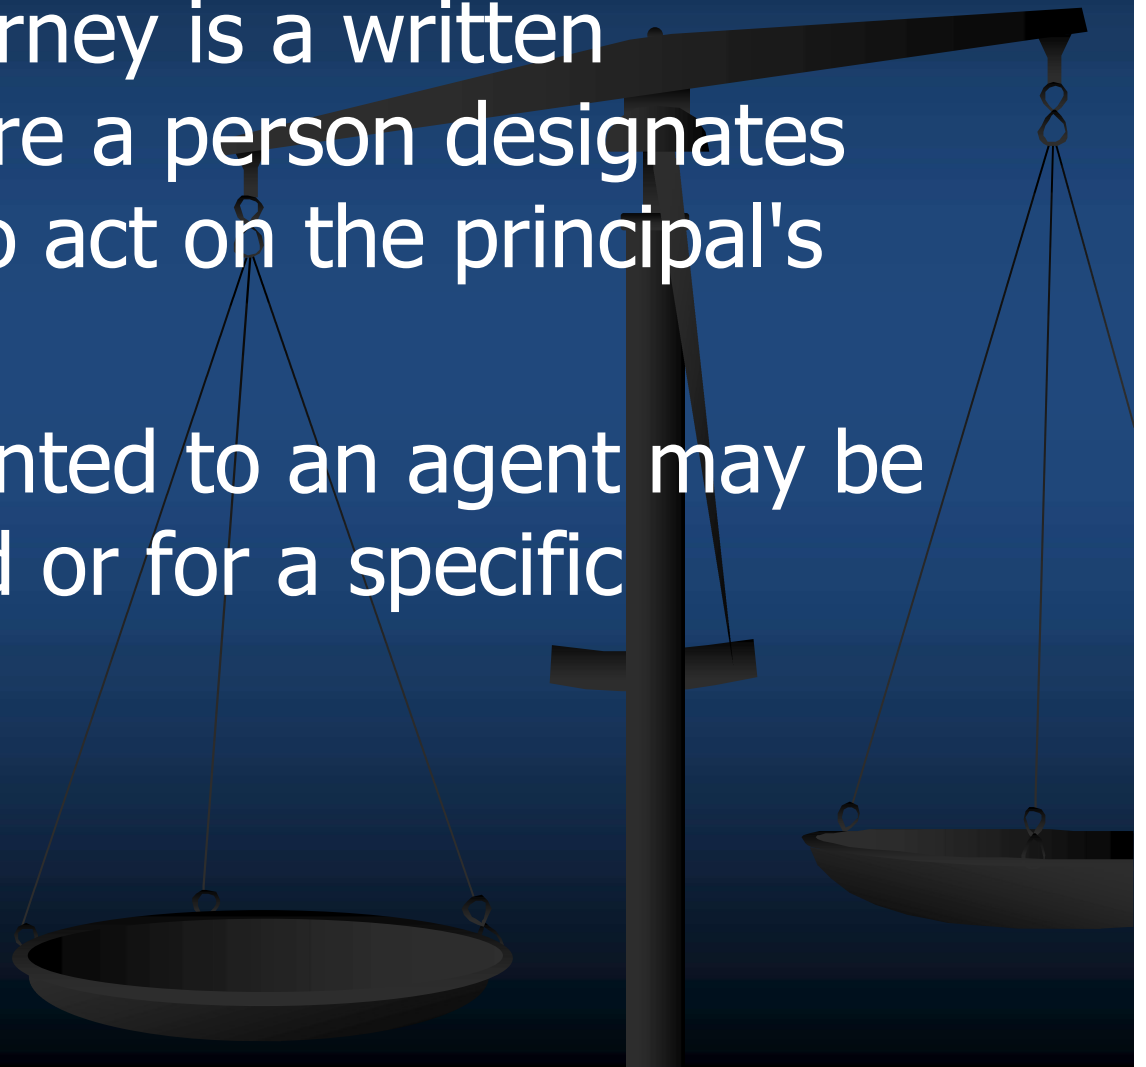 rney is a written
re a person designates
o act on the principal's
nted to an agent may be
d or for a specific